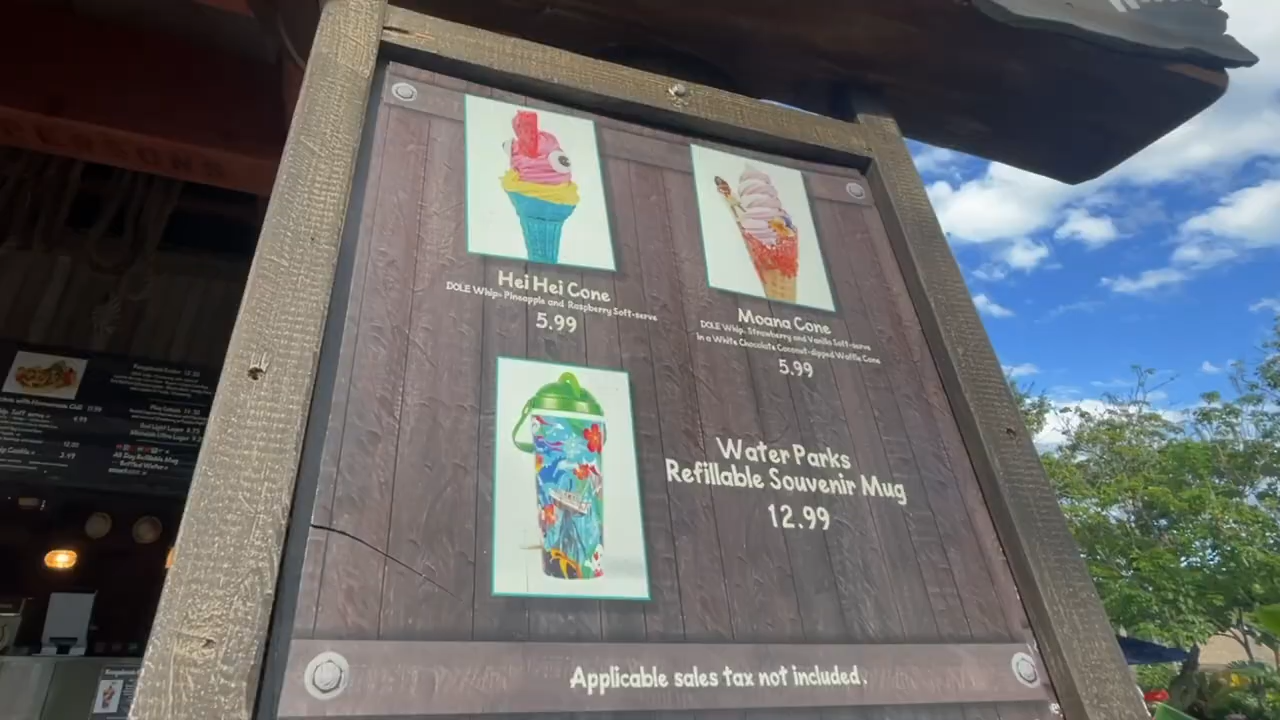 Hei Hei Cone
DOLE Whip® Pineapple and Raspberry Soft-serve
5.99
Moana Cone
DOLE Whip® Strawberry and Vanilla Soft-serve
in a White Chocolate Coconut-dipped Waffle Cone
5.99
Water Parks
Refillable Souvenir Mug
12.99
Applicable sales tax not included.